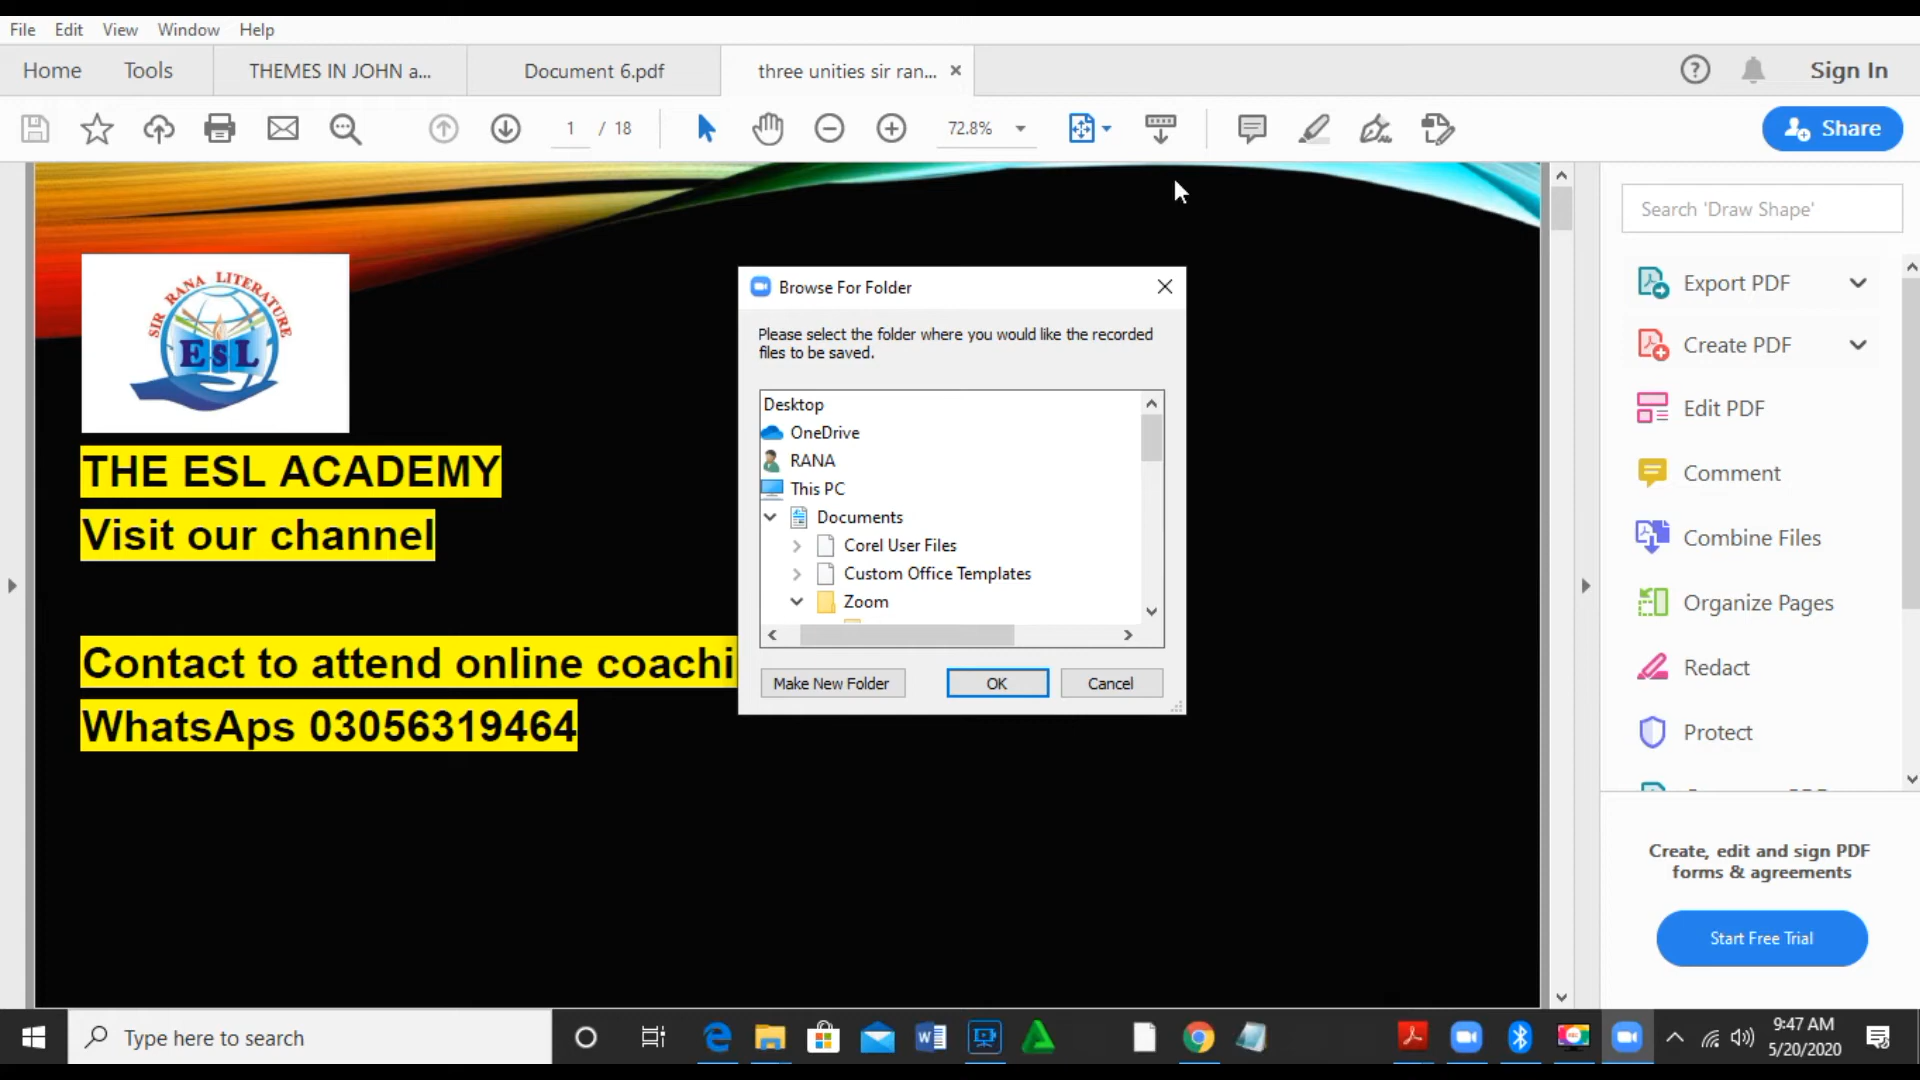 File Edit View Window Help
Home Tools THEMES IN JOHN a... Document 6.pdf three unities sir ran... Sign In
1 / 18 72.8% Share
SIR RANA LITERATURE
EsL
THE ESL ACADEMY
Visit our channel
Contact to attend online coachi
WhatsAps 03056319464
Browse For Folder
Please select the folder where you would like the recorded
files to be saved.
Desktop
OneDrive
RANA
This PC
Documents
Corel User Files
Custom Office Templates
Zoom
Make New Folder OK Cancel
Search 'Draw Shape'
Export PDF
Create PDF
Edit PDF
Comment
Combine Files
Organize Pages
Redact
Protect
Create, edit and sign PDF
forms & agreements
Start Free Trial
Type here to search
9:47 AM
5/20/2020